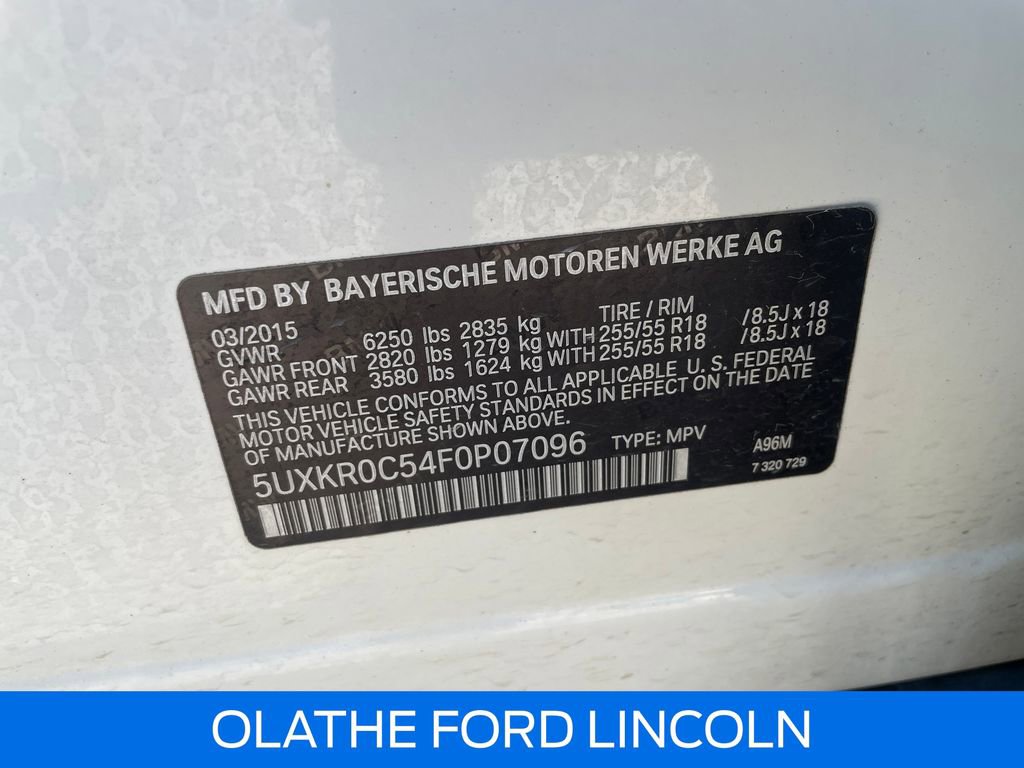 MFD BY BAYERISCHE MOTOREN WERKE AG
03/2015 TIRE / RIM
GVWR 6250 lbs 2835 kg
GAWR FRONT 2820 lbs 1279 kg WITH 255/55 R18 /8.5J x 18
GAWR REAR 3580 lbs 1624 kg WITH 255/55 R18 /8.5J x 18
THIS VEHICLE CONFORMS TO ALL APPLICABLE U. S. FEDERAL
MOTOR VEHICLE SAFETY STANDARDS IN EFFECT ON THE DATE
OF MANUFACTURE SHOWN ABOVE.
5UXKR0C54F0P07096 TYPE: MPV A96M
7 320 729
OLATHE FORD LINCOLN